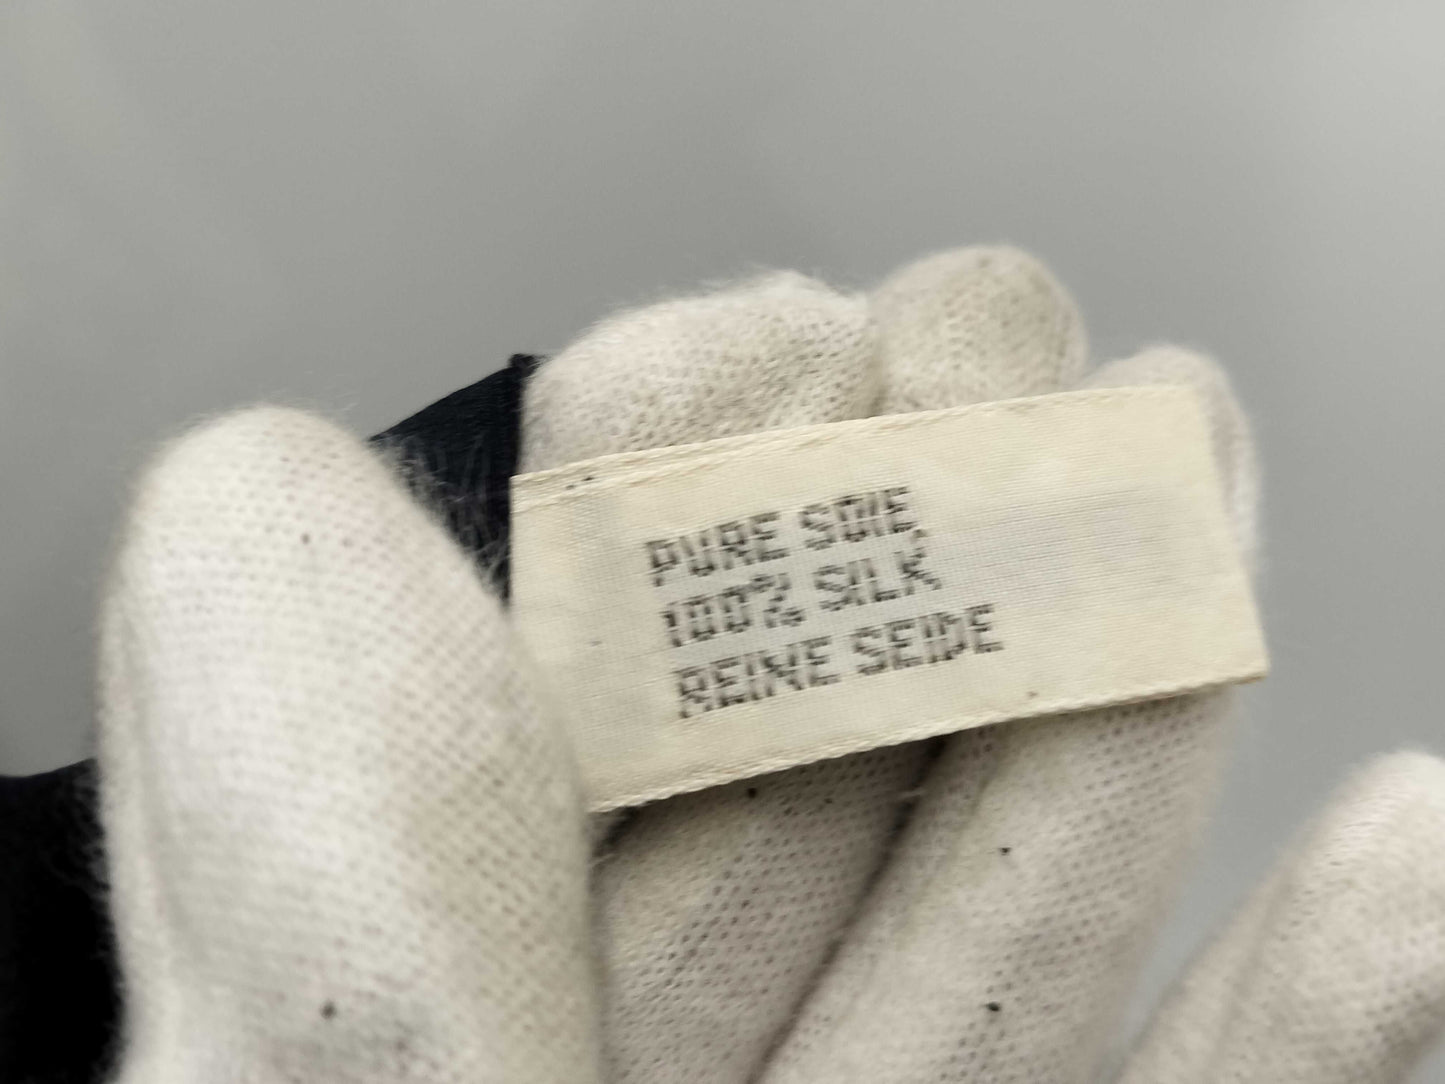 PURE SOIE
100% SILK
REINE SEIDE